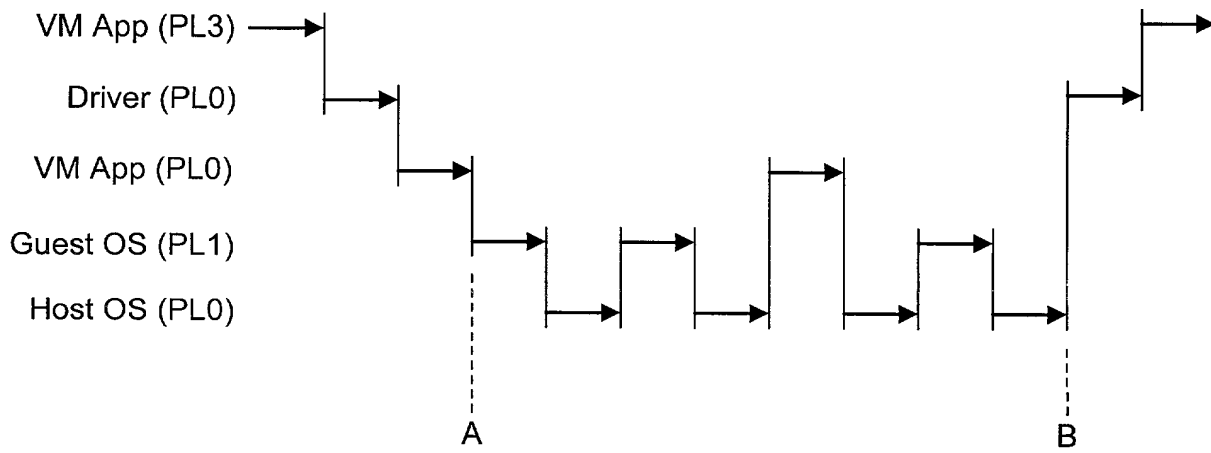 VM App (PL3)
Driver (PL0)
VM App (PL0)
Guest OS (PL1)
Host OS (PL0)
A
B